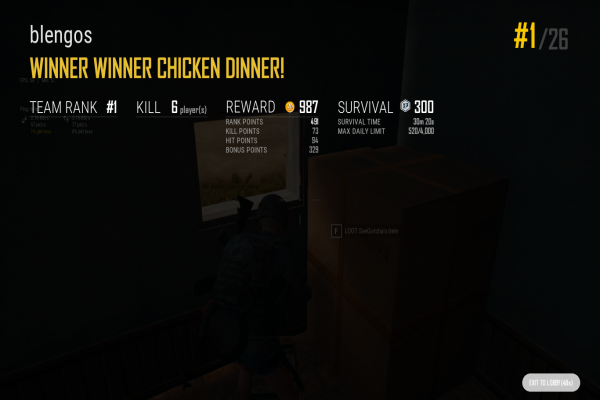 blengos
#1/26
WINNER WINNER CHICKEN DINNER!
TEAM RANK #1 KILL 6 player(s) REWARD 987 SURVIVAL 300
RANK POINTS 491 SURVIVAL TIME 30m 20s
KILL POINTS 73 MAX DAILY LIMIT 520/4,000
HIT POINTS 94
BONUS POINTS 329
F LOOT
EXIT TO LOBBY